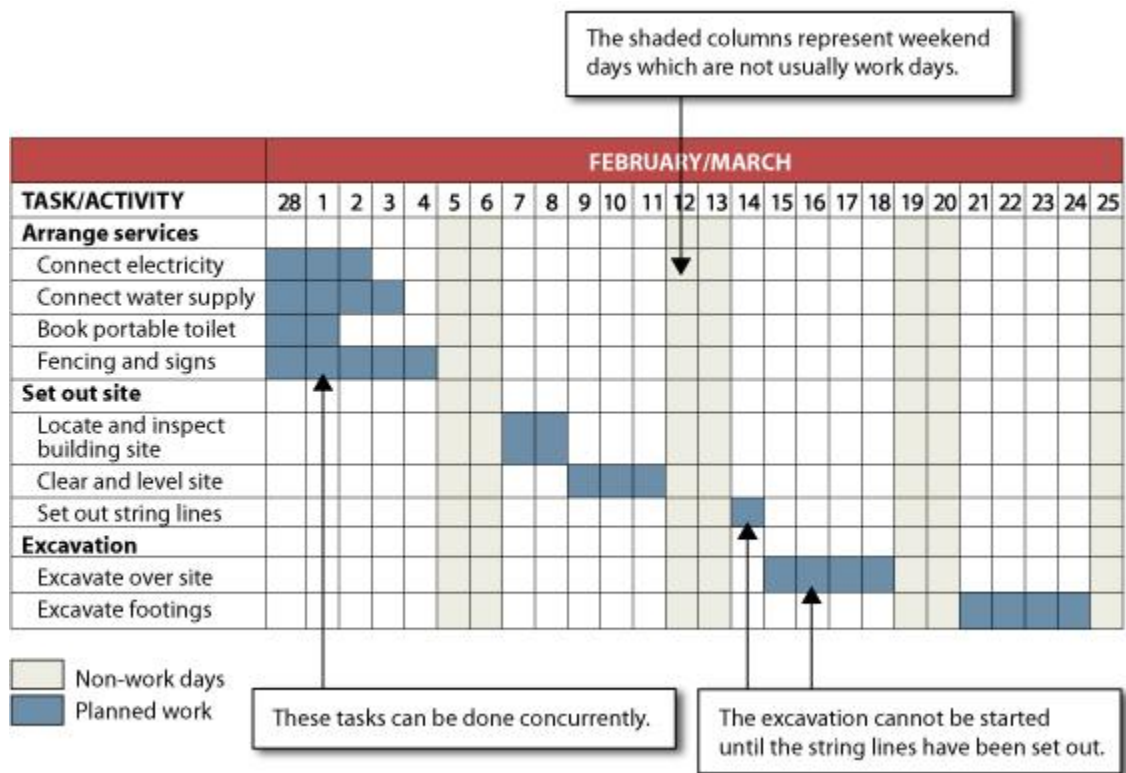 The shaded columns represent weekend
days which are not usually work days.
FEBRUARY/MARCH
TASK/ACTIVITY 28 1 2 3 4 5 6 7 8 9 10 11 12 13 14 15 16 17 18 19 20 21 22 23 24 25
Arrange services
Connect electricity
Connect water supply
Book portable toilet
Fencing and signs
Set out site
Locate and inspect
building site
Clear and level site
Set out string lines
Excavation
Excavate over site
Excavate footings
Non-work days
Planned work
These tasks can be done concurrently.
The excavation cannot be started
until the string lines have been set out.